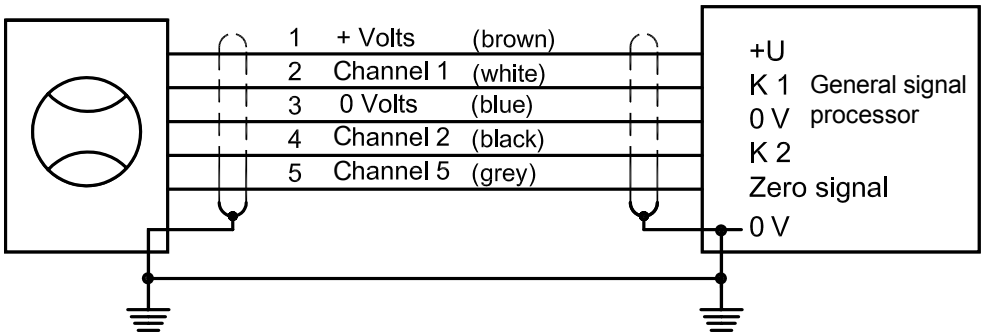 1 + Volts (brown)
2 Channel 1 (white)
3 0 Volts (blue)
4 Channel 2 (black)
5 Channel 5 (grey)
+U
K 1 General signal
0 V processor
K 2
Zero signal
0 V